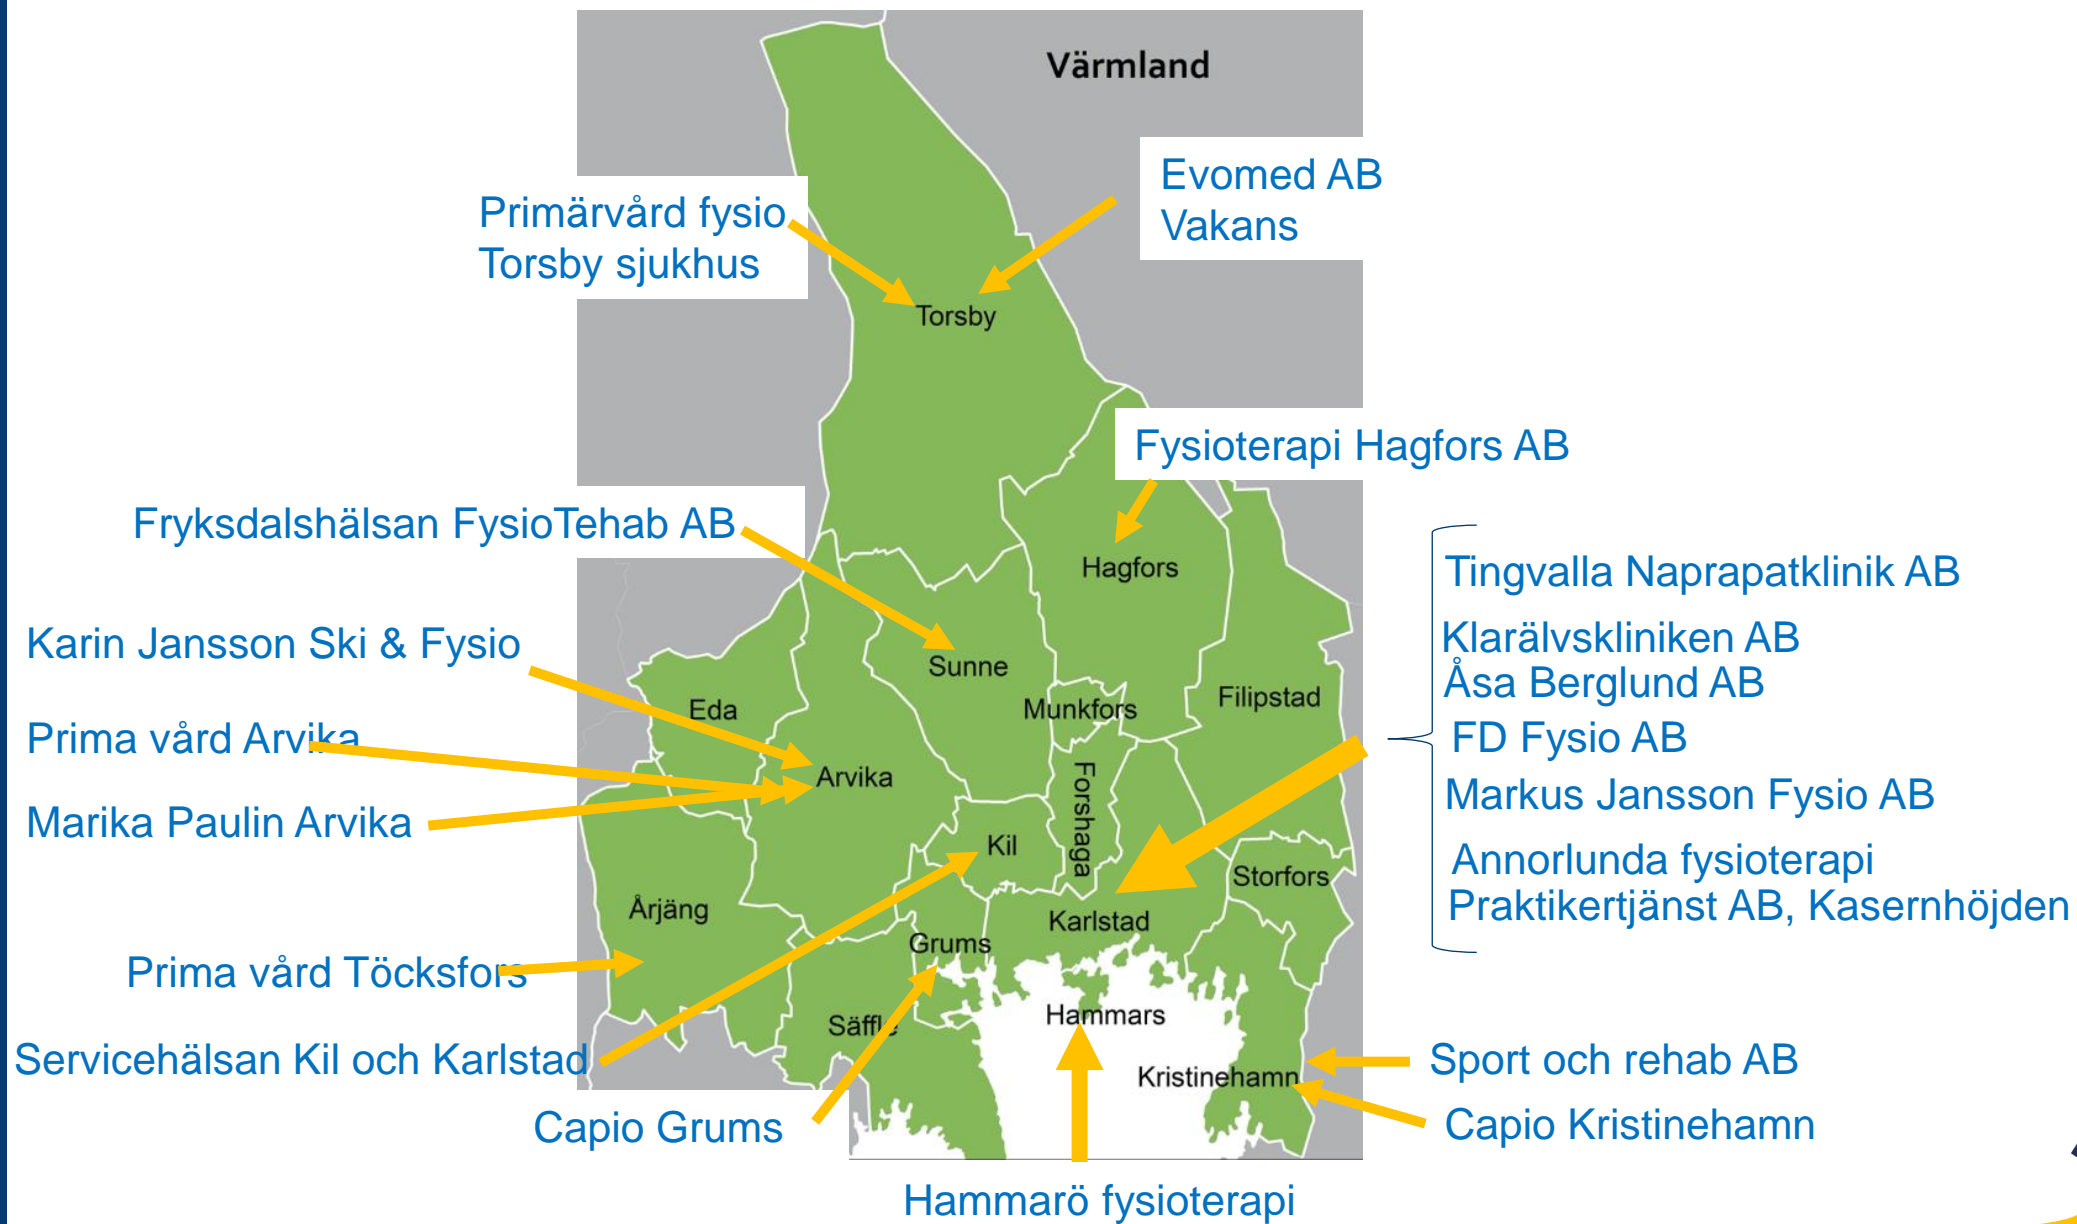 Värmland
Evomed AB
Vakans
Primärvård fysio
Torsby sjukhus
Torsby
Fysioterapi Hagfors AB
Fryksdalshälsan FysioTehab AB
Hagfors
Tingvalla Naprapatklinik AB
Karin Jansson Ski & Fysio
Klarälvskliniken AB
Sunne
Åsa Berglund AB
Eda
Munkfors
Filipstad
Prima vård Arvika
FD Fysio AB
Arvika
Forshaga
Markus Jansson Fysio AB
Marika Paulin Arvika
Kil
Annorlunda fysioterapi
Storfors
Årjäng
Karlstad
Praktikertjänst AB, Kasernhöjden
Grums
Prima vård Töcksfors
Hammars
Säffle
Servicehälsan Kil och Karlstad
Sport och rehab AB
Kristinehamn
Capio Grums
Capio Kristinehamn
Hammarö fysioterapi